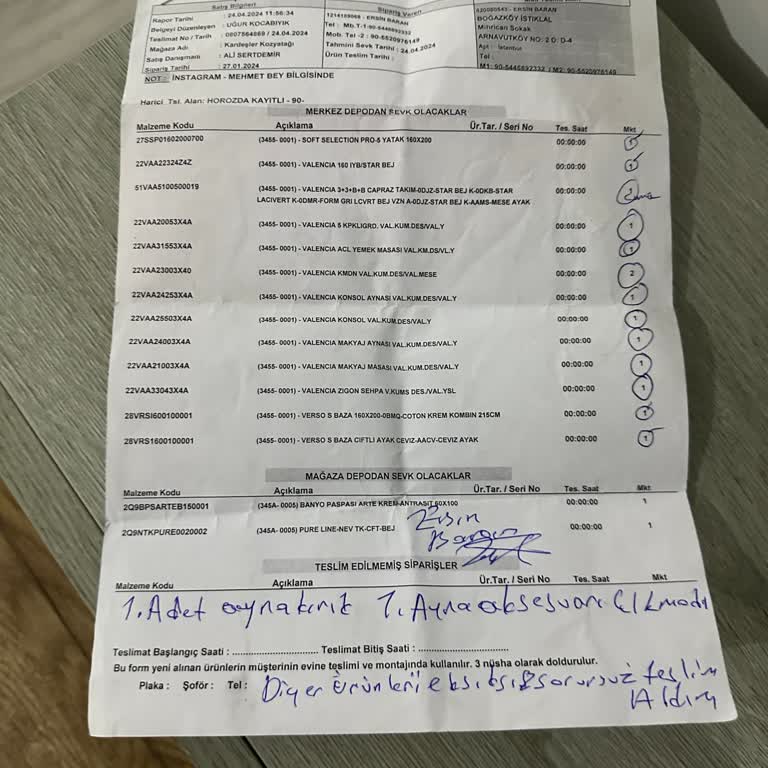 Satış Bilgileri
Sipariş Veren
Rapor Tarihi : 24.04.2024 11:56:34
Belgeyi Düzenleyen : UĞUR KOCABIYIK
Teslimat No / Tarih : 0807564869 / 24.04.2024
Mağaza Adı : Kardeşler Kozyatağı
Satış Danışmanı : ALİ SERTDEMİR
Sipariş Tarihi : 27.01.2024
NOT : İNSTAGRAM - MEHMET BEY BİLGİSİNDE
ERSİN BARAN
Tahmini Sevk Tarihi : 24.04.2024
Ürün Teslim Tarihi :
ERSİN BARAN
BOĞAZKÖY İSTİKLAL
Mihrican Sokak
ARNAVUTKÖY NO: 2 D: D-4
Apt : İstanbul
Tel :
Harici Tsl. Alan: HOROZDA KAYITLI - 90-
MERKEZ DEPODAN SEVK OLACAKLAR
Malzeme Kodu Açıklama Ür.Tar. / Seri No Tes. Saat Mkt
27SSP01602000700 (3455- 0001) - SOFT SELECTION PRO-5 YATAK 160X200 00:00:00 1
22VAA22324Z4Z (3455- 0001) - VALENCIA 160 IYB/STAR BEJ 00:00:00 1
51VAA5100500019 (3455- 0001) - VALENCIA 3+3+B+B CAPRAZ TAKIM-0DJZ-STAR BEJ K-0DKB-STAR 00:00:00
LACIVERT K-0DMR-FORM GRI LCVRT BEJ VZN A-0DJZ-STAR BEJ K-AAMS-MESE AYAK
22VAA20053X4A (3455- 0001) - VALENCIA 5 KPKLIGRD. VAL.KUM.DES/VAL.Y 00:00:00 1
22VAA31553X4A (3455- 0001) - VALENCIA ACL YEMEK MASASI VAL.KM.DS/VL.Y 00:00:00 1
22VAA23003X40 (3455- 0001) - VALENCIA KMDN VAL.KUM.DES/VAL.MESE 00:00:00 2
22VAA24253X4A (3455- 0001) - VALENCIA KONSOL AYNASI VAL.KUM.DES/VAL.Y 00:00:00 1
22VAA25503X4A (3455- 0001) - VALENCIA KONSOL VAL.KUM.DES/VAL.Y 00:00:00 1
22VAA24003X4A (3455- 0001) - VALENCIA MAKYAJ AYNASI VAL.KUM.DES/VAL.Y 00:00:00 1
22VAA21003X4A (3455- 0001) - VALENCIA MAKYAJ MASASI VAL.KUM.DES/VAL.Y 00:00:00 1
22VAA33043X4A (3455- 0001) - VALENCIA ZIGON SEHPA V.KUMS DES./VAL.YSL 00:00:00 1
28VRSI600100001 (3455- 0001) - VERSO S BAZA 160X200-0BMQ-COTON KREM KOMBIN 215CM 00:00:00 1
28VRS1600100001 (3455- 0001) - VERSO S BAZA CIFTLI AYAK CEVIZ-AACV-CEVIZ AYAK 00:00:00 1
MAĞAZA DEPODAN SEVK OLACAKLAR
Malzeme Kodu Açıklama Ür.Tar. / Seri No Tes. Saat Mkt
2Q9BPSARTEB150001 (345A- 0005) BANYO PASPASI ARTE KREM-ANTRASIT 60X100 00:00:00 1
2Q9NTKPURE0020002 (345A- 0005) PURE LINE-NEV TK-CFT-BEJ 00:00:00 1
Ersin
Baran
TESLİM EDİLMEMİŞ SİPARİŞLER
Malzeme Kodu Açıklama Ür.Tar. / Seri No Tes. Saat Mkt
1. Adet ayna kırık 1. Ayna aksesuarı çıkmadı
Teslimat Başlangıç Saati : ........................ Teslimat Bitiş Saati : ........................
Bu form yeni alınan ürünlerin müşterinin evine teslimi ve montajında kullanılır. 3 nüsha olarak doldurulur.
Plaka : Şoför : Tel :
Diğer ürünleri eksiksiz sorunsuz teslim
Aldım